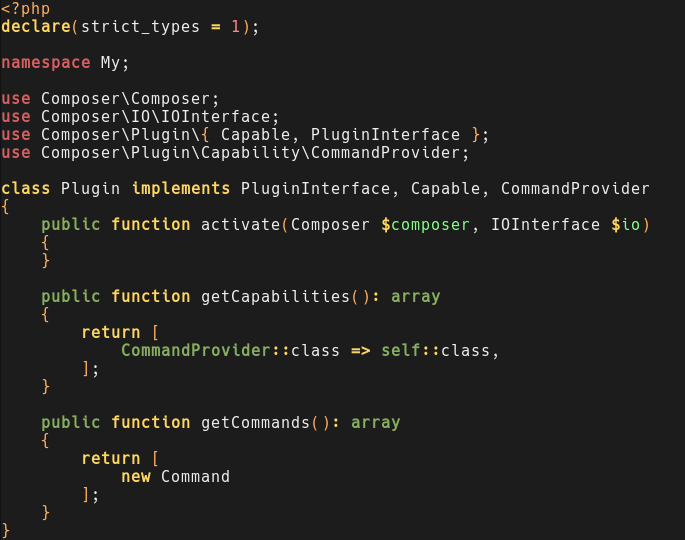 <?php
declare(strict_types = 1);

namespace My;

use Composer\Composer;
use Composer\IO\IOInterface;
use Composer\Plugin\{ Capable, PluginInterface };
use Composer\Plugin\Capability\CommandProvider;

class Plugin implements PluginInterface, Capable, CommandProvider
{
    public function activate(Composer $composer, IOInterface $io)
    {
    }

    public function getCapabilities(): array
    {
        return [
            CommandProvider::class => self::class,
        ];
    }

    public function getCommands(): array
    {
        return [
            new Command
        ];
    }
}